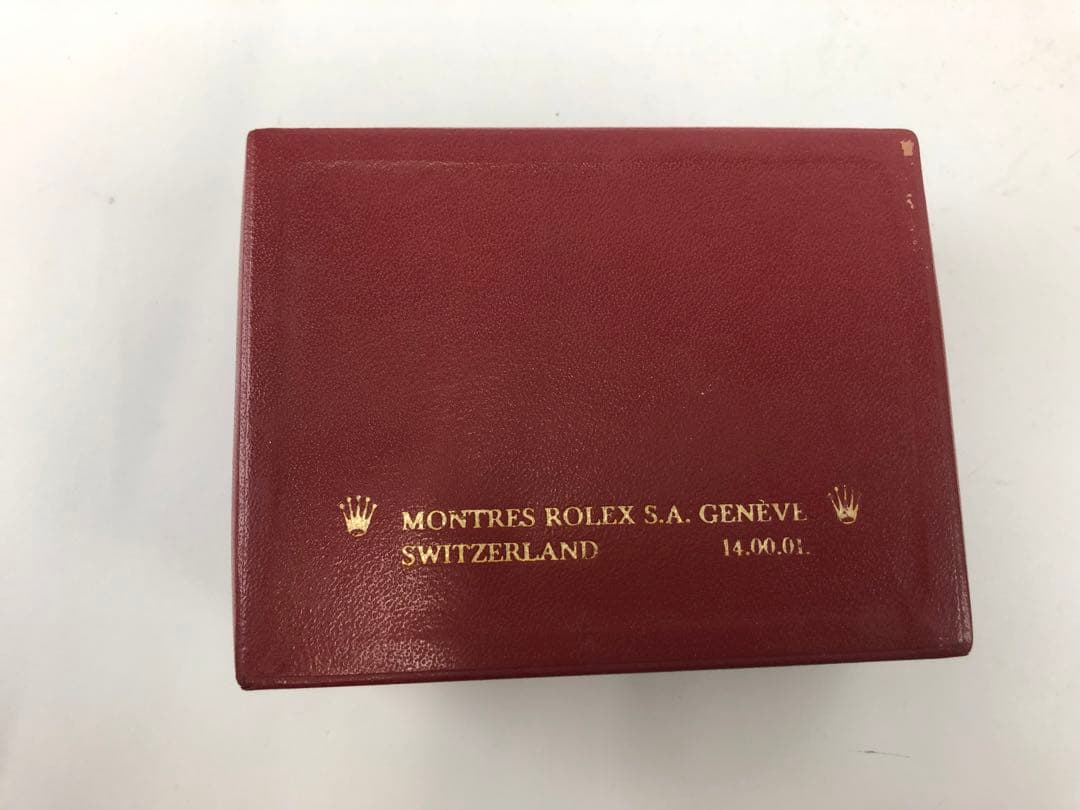 MONTRES ROLEX S.A. GENÈVE
SWITZERLAND 14.00.01.